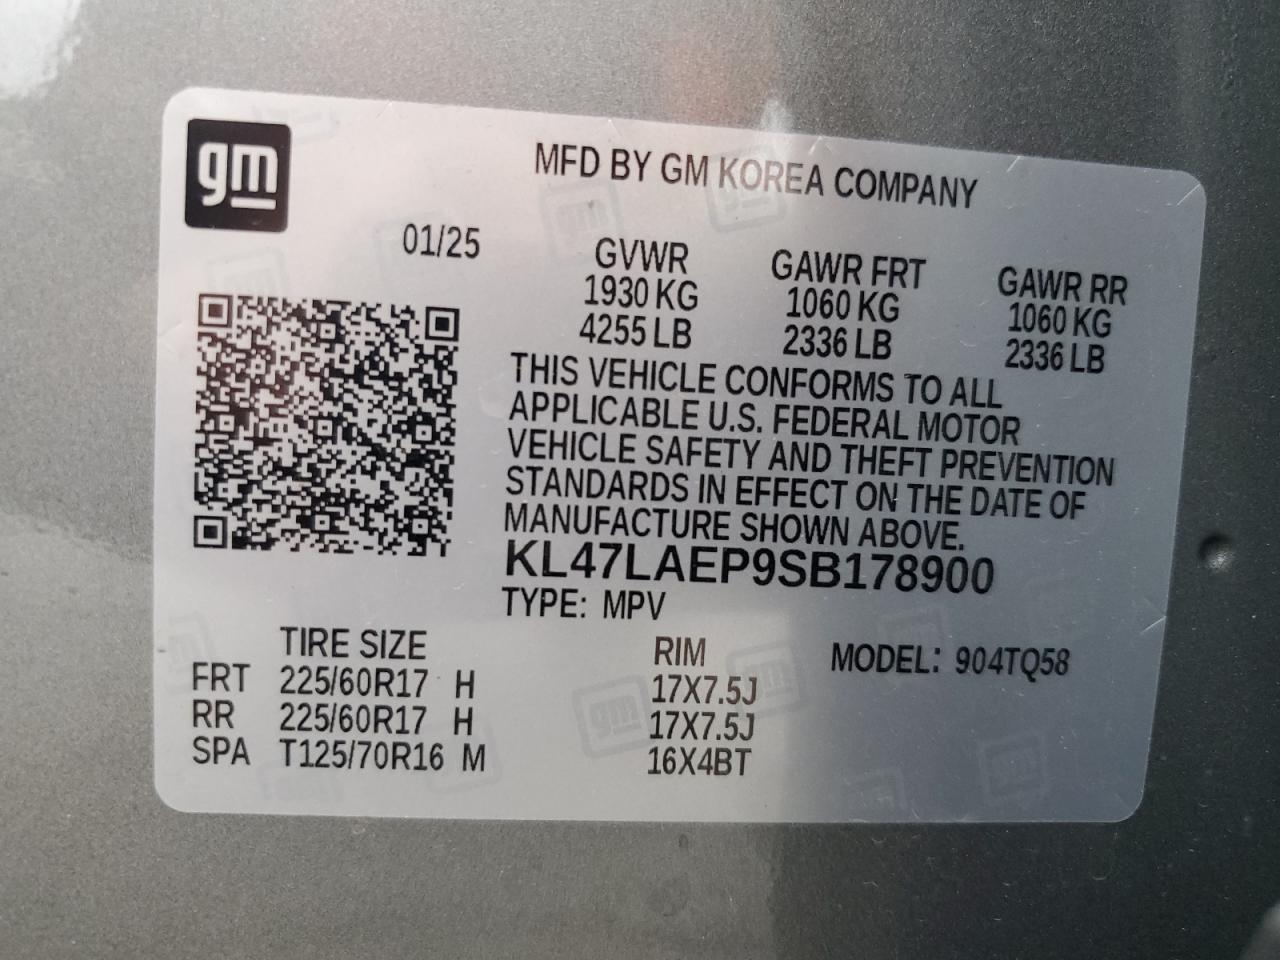 gm
MFD BY GM KOREA COMPANY
01/25
GVWR GAWR FRT GAWR RR
1930 KG 1060 KG 1060 KG
4255 LB 2336 LB 2336 LB
THIS VEHICLE CONFORMS TO ALL
APPLICABLE U.S. FEDERAL MOTOR
VEHICLE SAFETY AND THEFT PREVENTION
STANDARDS IN EFFECT ON THE DATE OF
MANUFACTURE SHOWN ABOVE.
KL47LAEP9SB178900
TYPE: MPV
TIRE SIZE RIM MODEL: 904TQ58
FRT 225/60R17 H 17X7.5J
RR 225/60R17 H 17X7.5J
SPA T125/70R16 M 16X4BT